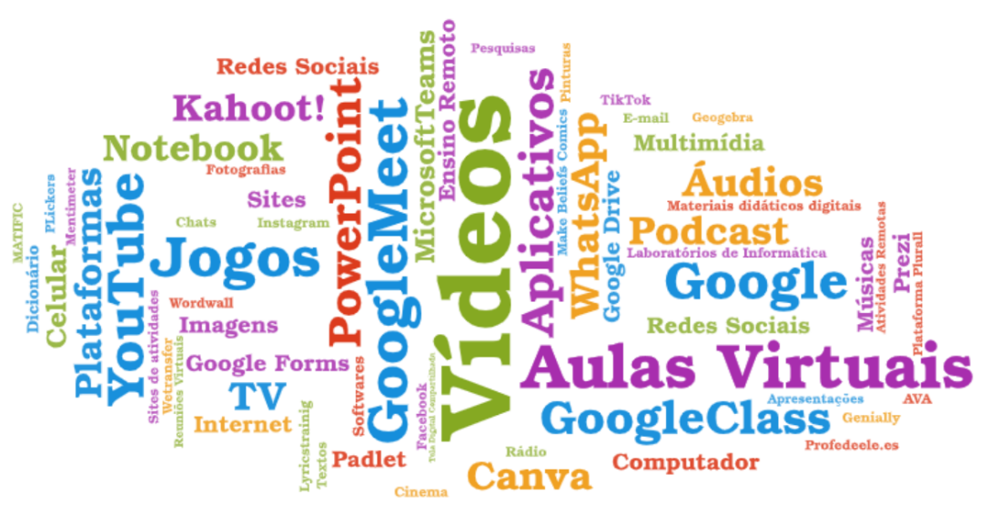 Pesquisas
Redes Sociais
Kahoot!
Notebook
Fotografias
Sites
Chats
Instagram
Jogos
PowerPoint
GoogleMeet
MicrosoftTeams
Ensino Remoto
Vídeos
Aplicativos
Pinturas
Make Beliefs Comics
WhatsApp
Google Drive
TikTok
E-mail
Geogebra
Multimídia
Áudios
Materiais didáticos digitais
Podcast
Laboratórios de Informática
Google
Músicas
Atividades Remotas
Prezi
Plataforma Plurall
MATIFIC
Dicionário
PLickers
Celular
Mentimeter
Plataformas
YouTube
Sites de atividades
Wordwall
Imagens
Wetransfer
Reuniões Virtuais
Google Forms
TV
Internet
Lyricstrainig
Textos
Softwares
Padlet
Facebook
Tela Digital Compartilhada
Cinema
Redes Sociais
Aulas Virtuais
GoogleClass
Apresentações
AVA
Genially
Profedeele.es
Rádio
Canva
Computador